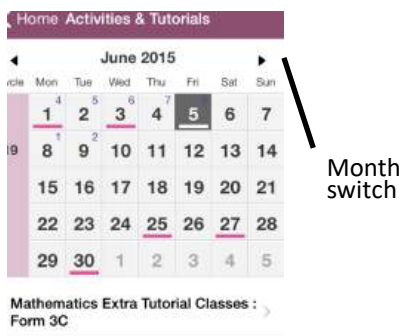 Home Activities & Tutorials
June 2015
ycle Mon Tue Wed Thu Fri Sat Sun
1 4 2 5 3 6 4 7 5 6 7
19 8 1 9 2 10 11 12 13 14
15 16 17 18 19 20 21
22 23 24 25 26 27 28
29 30 1 2 3 4 5
Mathematics Extra Tutorial Classes :
Form 3C
Month
switch